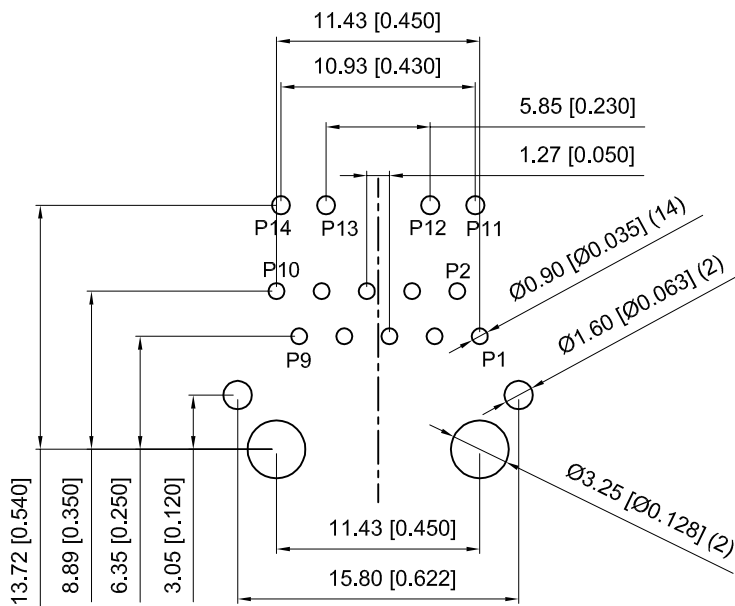 11.43 [0.450]
10.93 [0.430]
5.85 [0.230]
1.27 [0.050]
P14 P13 P12 P11
P10 P2
Ø0.90 [Ø0.035] (14)
Ø1.60 [Ø0.063] (2)
P9 P1
13.72 [0.540]
8.89 [0.350]
6.35 [0.250]
3.05 [0.120]
Ø3.25 [Ø0.128] (2)
11.43 [0.450]
15.80 [0.622]